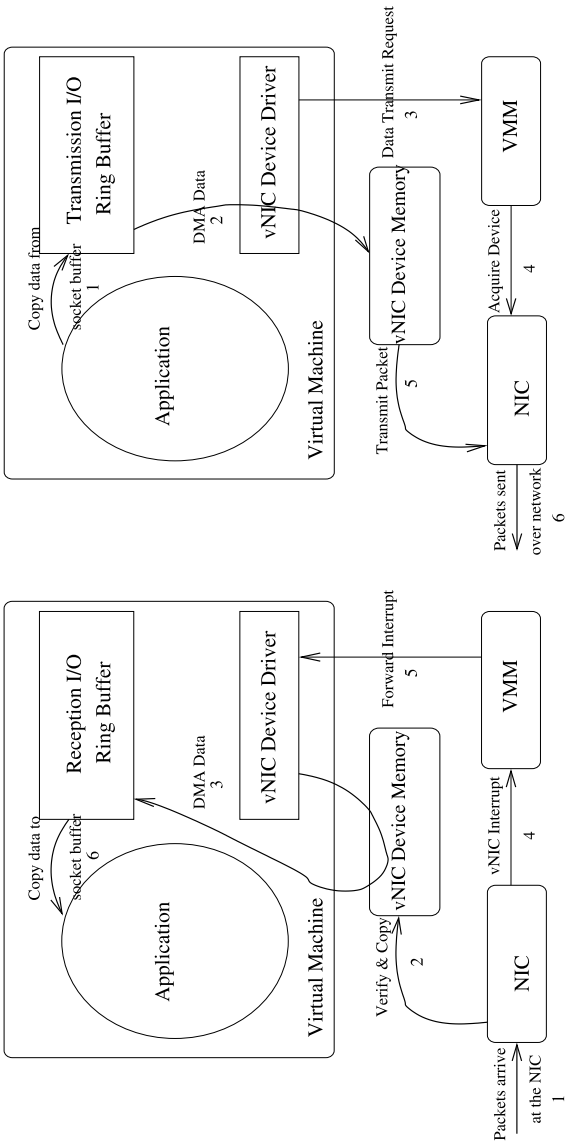 Copy data to
socket buffer
6
Reception I/O
Ring Buffer
Application
DMA Data
3
vNIC Device Driver
Virtual Machine
Verify & Copy
2
vNIC Device Memory
Forward Interrupt
5
Packets arrive
at the NIC
1
NIC
vNIC Interrupt
4
VMM
Copy data from
socket buffer
1
Transmission I/O
Ring Buffer
Application
DMA Data
2
vNIC Device Driver
Virtual Machine
Transmit Packet
5
vNIC Device Memory
Data Transmit Request
3
Packets sent
over network
6
NIC
Acquire Device
4
VMM